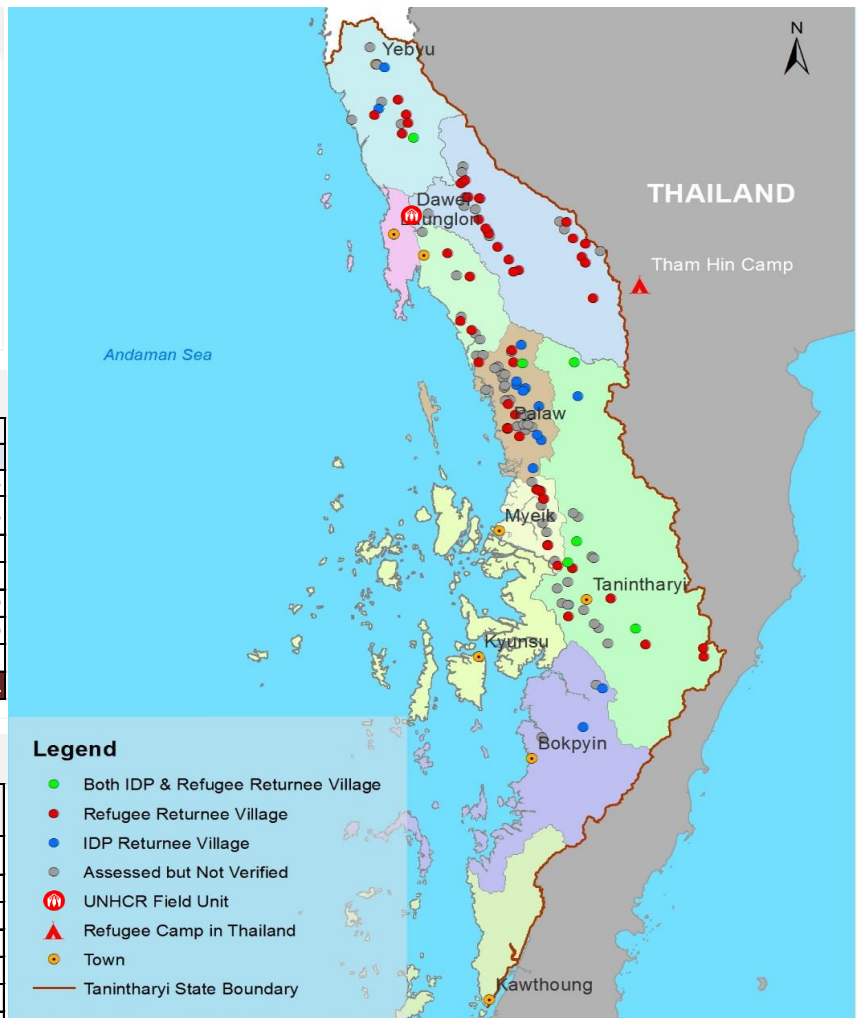 N
Yebyu
THAILAND
Dawei
Launglon
Tham Hin Camp
Andaman Sea
Palaw
Myeik
Tanintharyi
Kyunsu
Bokpyin
Kawthoung
Legend
Both IDP & Refugee Returnee Village
Refugee Returnee Village
IDP Returnee Village
Assessed but Not Verified
UNHCR Field Unit
Refugee Camp in Thailand
Town
Tanintharyi State Boundary